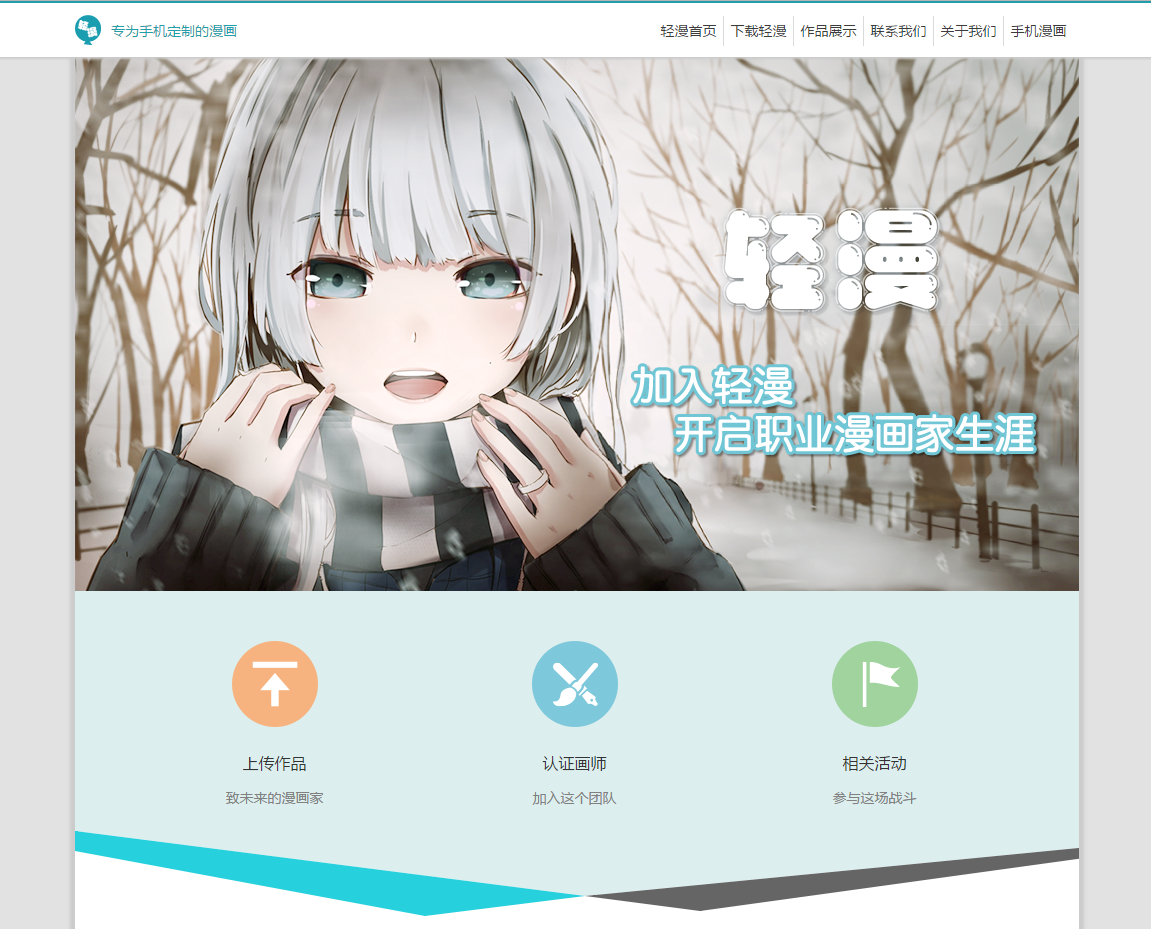 轻漫
专为手机定制的漫画
轻漫首页 下载轻漫 作品展示 联系我们 关于我们 手机漫画
轻漫
加入轻漫
开启职业漫画家生涯
上传作品 认证画师 相关活动
致未来的漫画家 加入这个团队 参与这场战斗